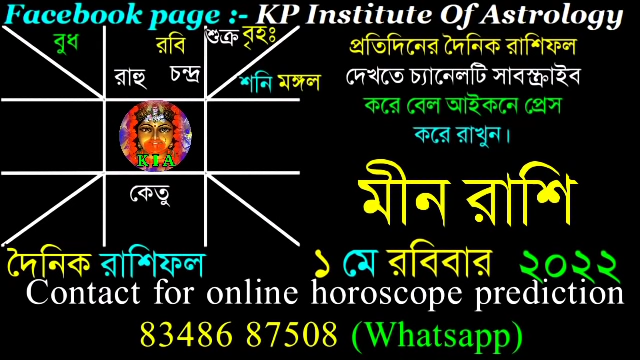 Facebook page :- KP Institute Of Astrology
বুধ
রবি
শুক্র বৃহঃ
রাহু
চন্দ্র
শনি মঙ্গল
KIA
কেতু
প্রতিদিনের দৈনিক রাশিফল
দেখতে চ্যানেলটি সাবস্ক্রাইব
করে বেল আইকনে প্রেস
করে রাখুন।
মীন রাশি
দৈনিক রাশিফল
১ মে রবিবার ২০২২
Contact for online horoscope prediction
83486 87508 (Whatsapp)